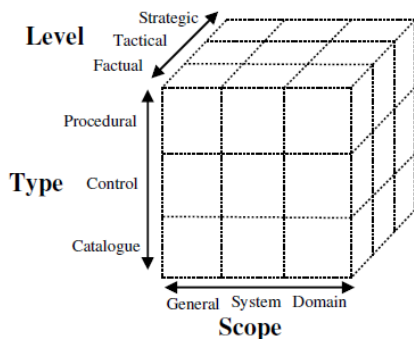 Strategic
Level
Tactical
Factual
Procedural
Type
Control
Catalogue
General System Domain
Scope